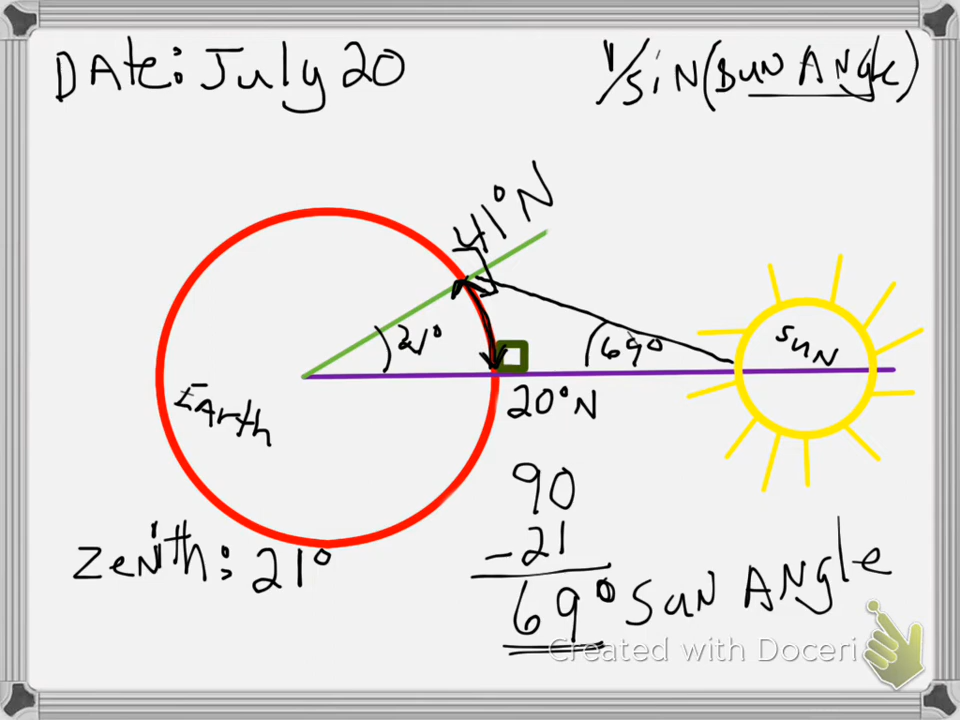 DAte: July 20
1/SiN(SuN ANgle)
41°N
21°
69°
SuN
20°N
EArth
90
-21
69° SuN ANgle
Zenith: 21°
Created with Doceri